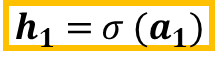 h₁ = σ (a₁)